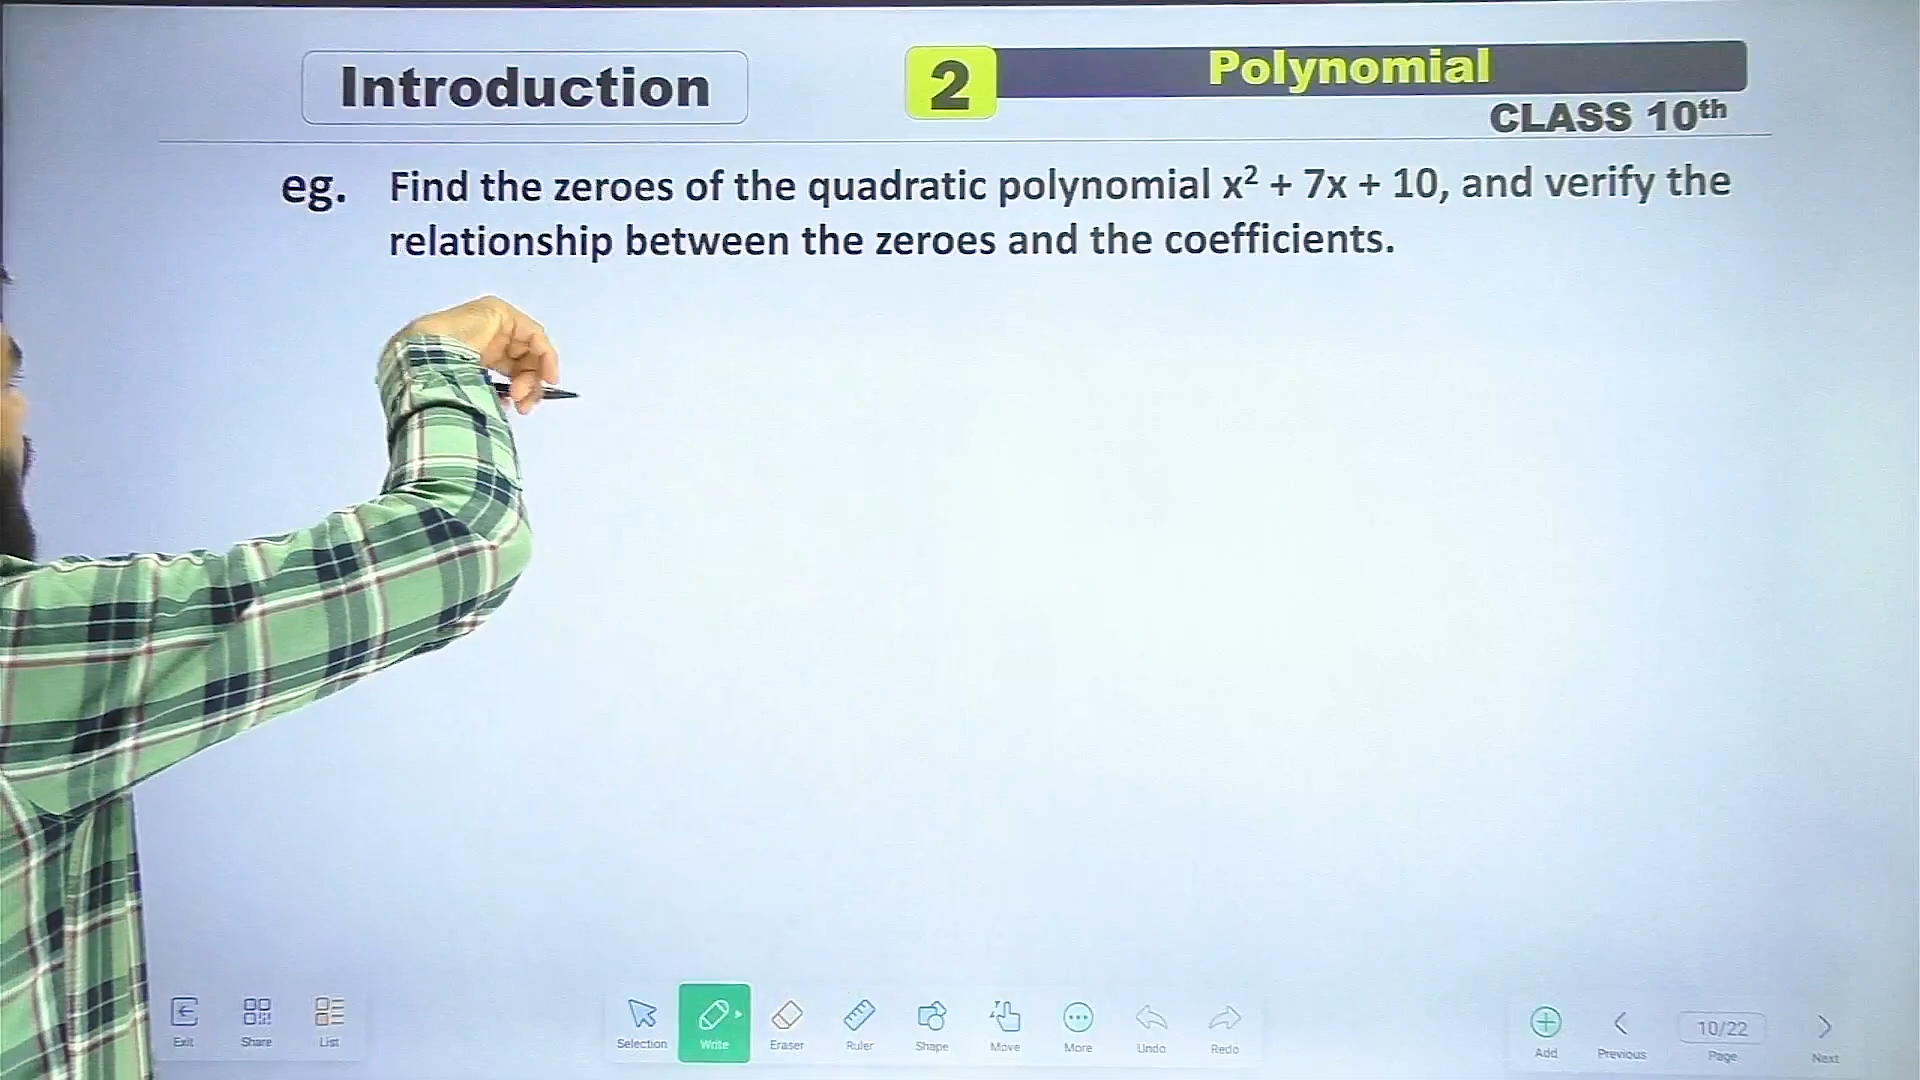 Introduction
2
Polynomial
CLASS 10th
eg. Find the zeroes of the quadratic polynomial x² + 7x + 10, and verify the
relationship between the zeroes and the coefficients.
Exit
Share
List
Selection
Write
Eraser
Ruler
Shape
Move
More
Undo
Redo
Add
Previous
10/22
Page
Next